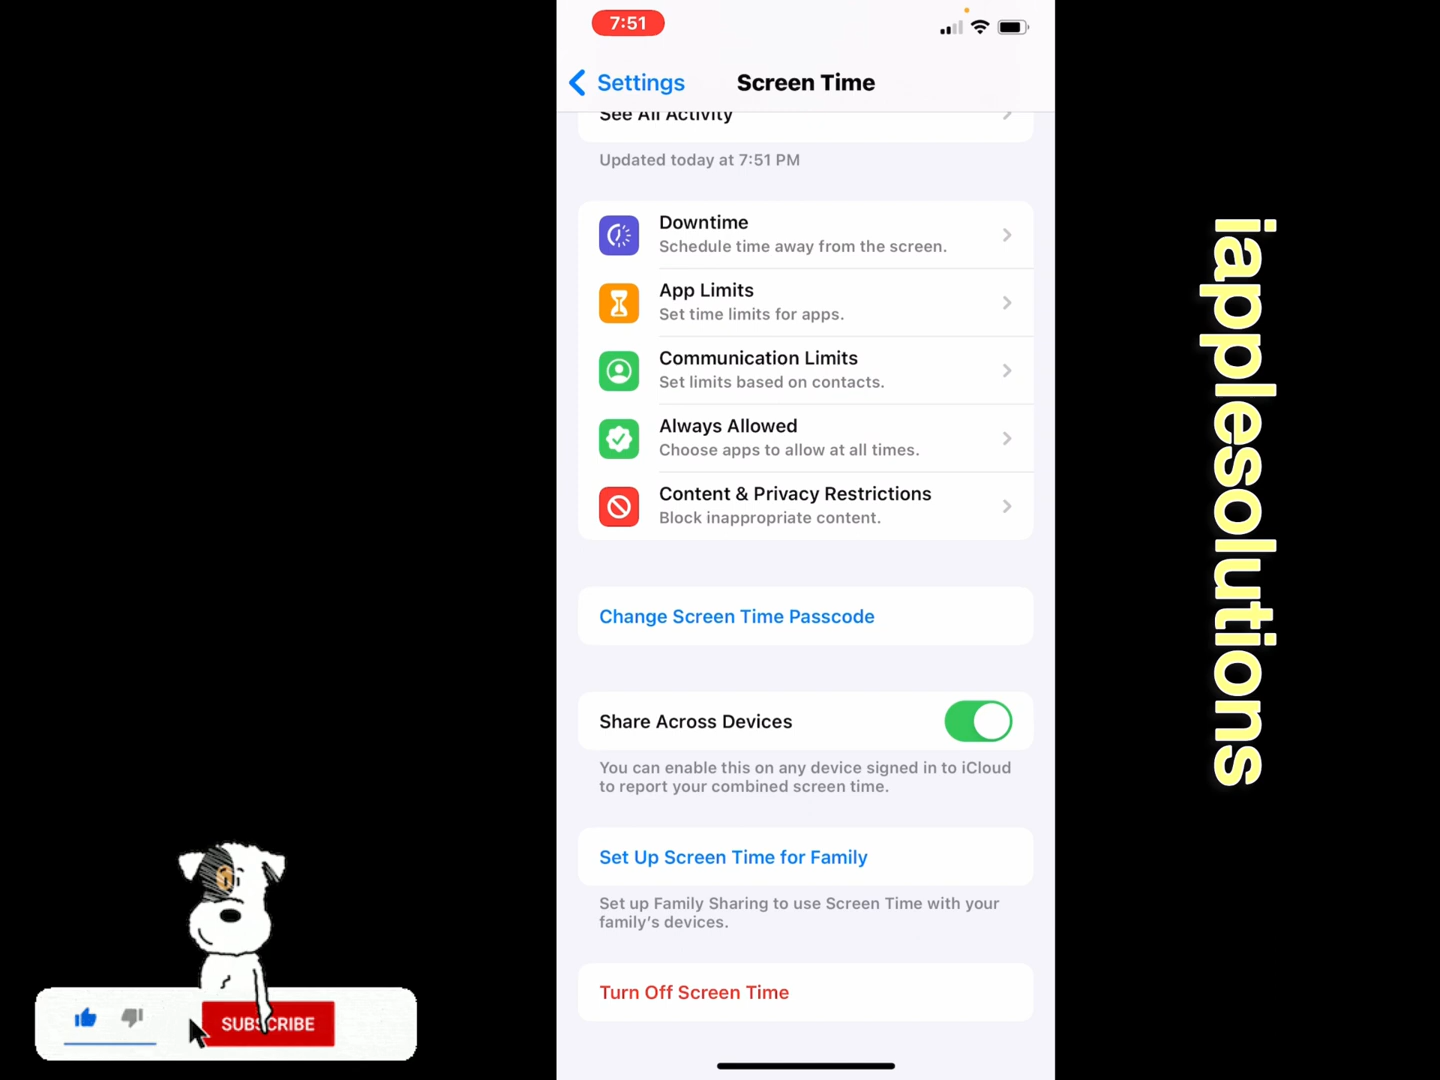 7:51
Settings
Screen Time
See All Activity
Updated today at 7:51 PM
Downtime
Schedule time away from the screen.
App Limits
Set time limits for apps.
Communication Limits
Set limits based on contacts.
Always Allowed
Choose apps to allow at all times.
Content & Privacy Restrictions
Block inappropriate content.
Change Screen Time Passcode
Share Across Devices
You can enable this on any device signed in to iCloud
to report your combined screen time.
Set Up Screen Time for Family
Set up Family Sharing to use Screen Time with your
family's devices.
Turn Off Screen Time
iapplesolutions
SUBSCRIBE